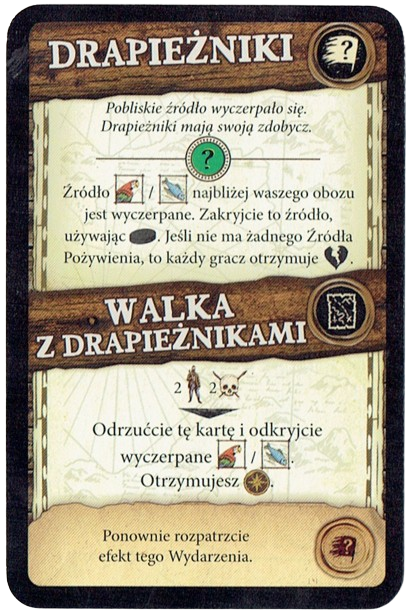 DRAPIEŻNIKI
?
Pobliskie źródło wyczerpało się.
Drapieżniki mają swoją zdobycz.
?
Źródło / najbliżej waszego obozu
jest wyczerpane. Zakryjcie to źródło,
używając . Jeśli nie ma żadnego Źródła
Pożywienia, to każdy gracz otrzymuje .
WALKA
Z DRAPIEŻNIKAMI
2 2
Odrzućcie tę kartę i odkryjcie
wyczerpane / .
Otrzymujesz .
Ponownie rozpatrzcie
efekt tego Wydarzenia.
?